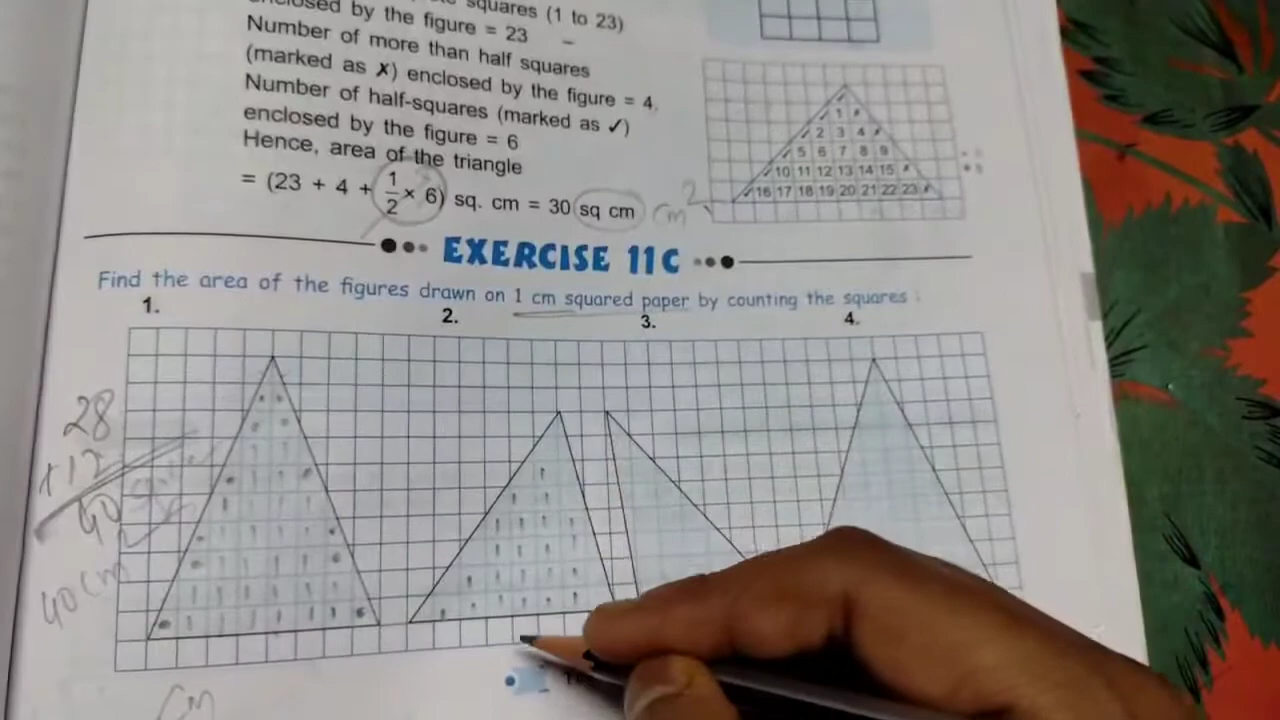 squares (1 to 23)
enclosed by the figure = 23
Number of more than half squares
(marked as ✗) enclosed by the figure = 4.
Number of half-squares (marked as ✓)
enclosed by the figure = 6
Hence, area of the triangle
= (23 + 4 + 1/2 × 6) sq. cm = 30 sq cm cm²
1
2 3 4
5 6 7 8 9
10 11 12 13 14 15
16 17 18 19 20 21 22 23
EXERCISE 11C
Find the area of the figures drawn on 1 cm squared paper by counting the squares :
1. 2. 3. 4.
28
+12
40
40 cm
cm